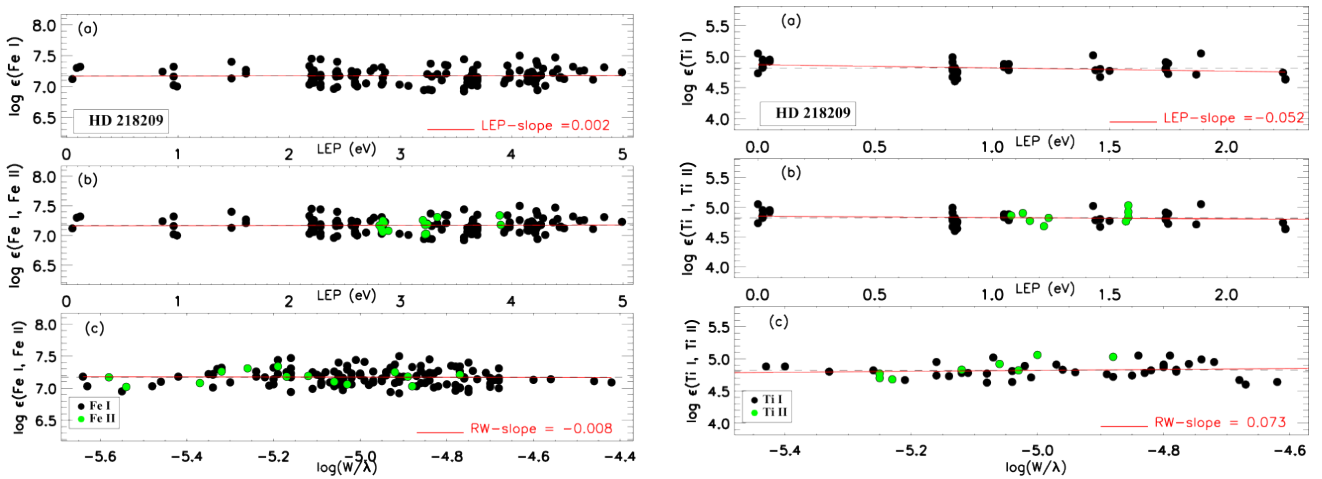 (a)
log ε(Fe I)
8.0
7.5
7.0
6.5
HD 218209
LEP-slope =0.002
0 1 2 3 4 5
LEP (eV)
(b)
log ε(Fe I, Fe II)
8.0
7.5
7.0
6.5
0 1 2 3 4 5
LEP (eV)
(c)
log ε(Fe I, Fe II)
8.0
7.5
7.0
6.5
Fe I
Fe II
RW-slope = -0.008
-5.6 -5.4 -5.2 -5.0 -4.8 -4.6 -4.4
log(W/λ)
(a)
log ε(Ti I)
5.5
5.0
4.5
4.0
HD 218209
LEP-slope =-0.052
0.0 0.5 1.0 1.5 2.0
LEP (eV)
(b)
log ε(Ti I, Ti II)
5.5
5.0
4.5
4.0
0.0 0.5 1.0 1.5 2.0
LEP (eV)
(c)
log ε(Ti I, Ti II)
5.5
5.0
4.5
4.0
Ti I
Ti II
RW-slope = 0.073
-5.4 -5.2 -5.0 -4.8 -4.6
log(W/λ)